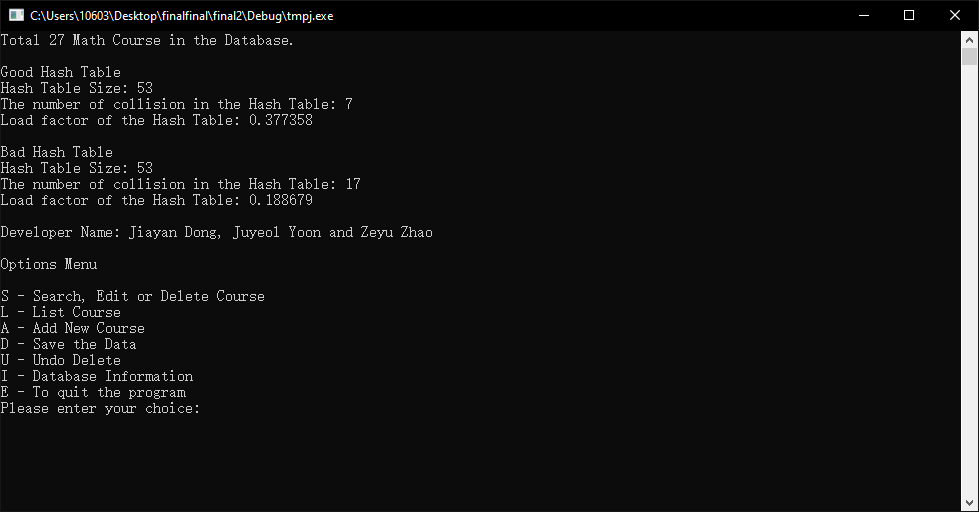 C:\Users\10603\Desktop\finalfinal\final2\Debug\tmpj.exe
Total 27 Math Course in the Database.
Good Hash Table
Hash Table Size: 53
The number of collision in the Hash Table: 7
Load factor of the Hash Table: 0.377358
Bad Hash Table
Hash Table Size: 53
The number of collision in the Hash Table: 17
Load factor of the Hash Table: 0.188679
Developer Name: Jiayan Dong, Juyeol Yoon and Zeyu Zhao
Options Menu
S - Search, Edit or Delete Course
L - List Course
A - Add New Course
D - Save the Data
U - Undo Delete
I - Database Information
E - To quit the program
Please enter your choice: